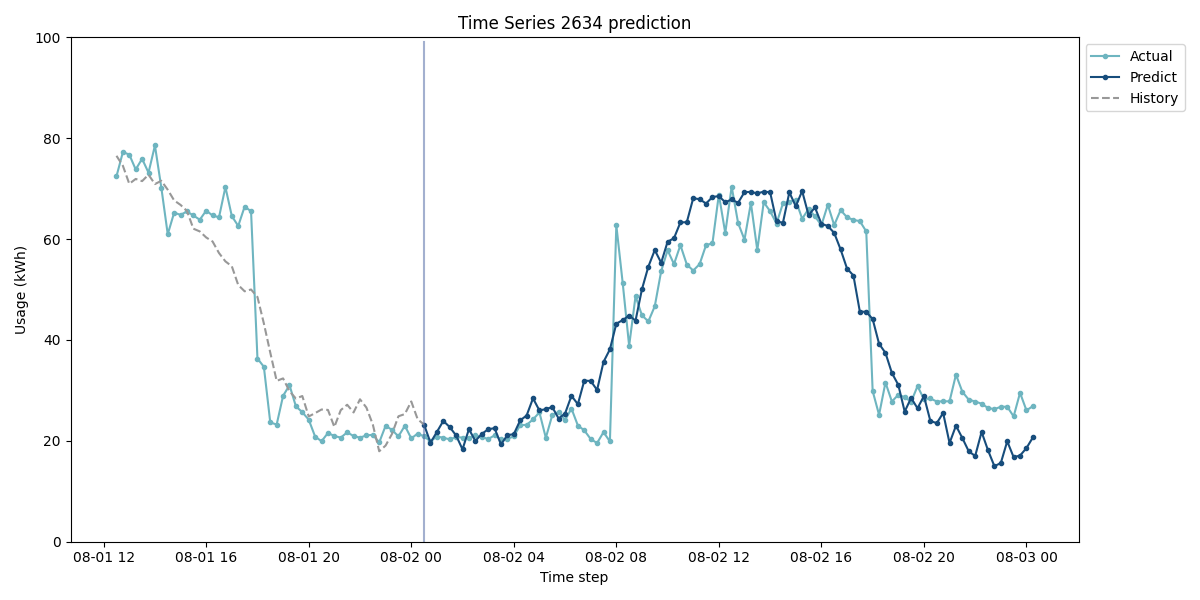 Time Series 2634 prediction
100
80
60
40
20
0
Usage (kWh)
08-01 12
08-01 16
08-01 20
08-02 00
08-02 04
08-02 08
08-02 12
08-02 16
08-02 20
08-03 00
Time step
Actual
Predict
History